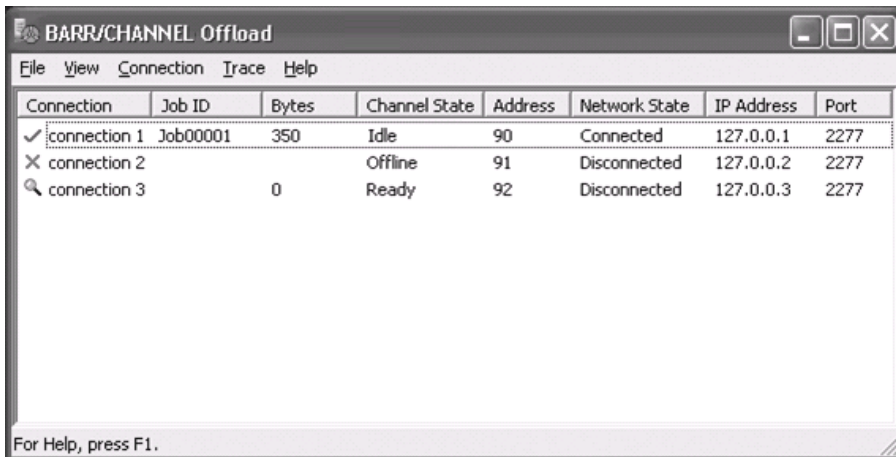 BARR/CHANNEL Offload
File View Connection Trace Help
Connection Job ID Bytes Channel State Address Network State IP Address Port
connection 1 Job00001 350 Idle 90 Connected 127.0.0.1 2277
connection 2 Offline 91 Disconnected 127.0.0.2 2277
connection 3 0 Ready 92 Disconnected 127.0.0.3 2277
For Help, press F1.